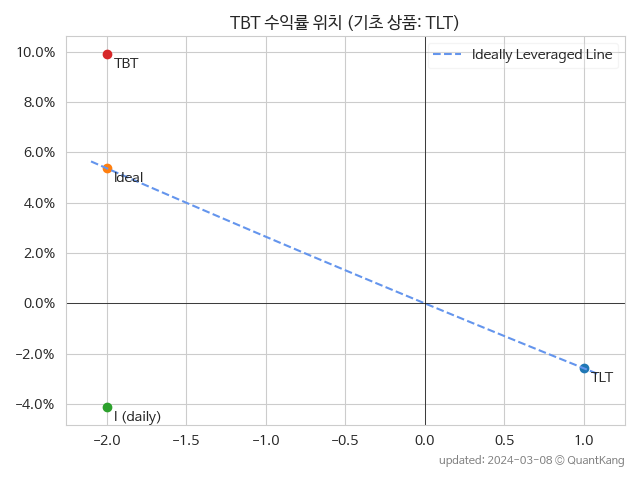 TBT 수익률 위치 (기초 상품: TLT)
10.0%
8.0%
6.0%
4.0%
2.0%
0.0%
−2.0%
−4.0%
Ideally Leveraged Line
TBT
Ideal
TLT
I (daily)
−2.0 −1.5 −1.0 −0.5 0.0 0.5 1.0
updated: 2024-03-08 © QuantKang